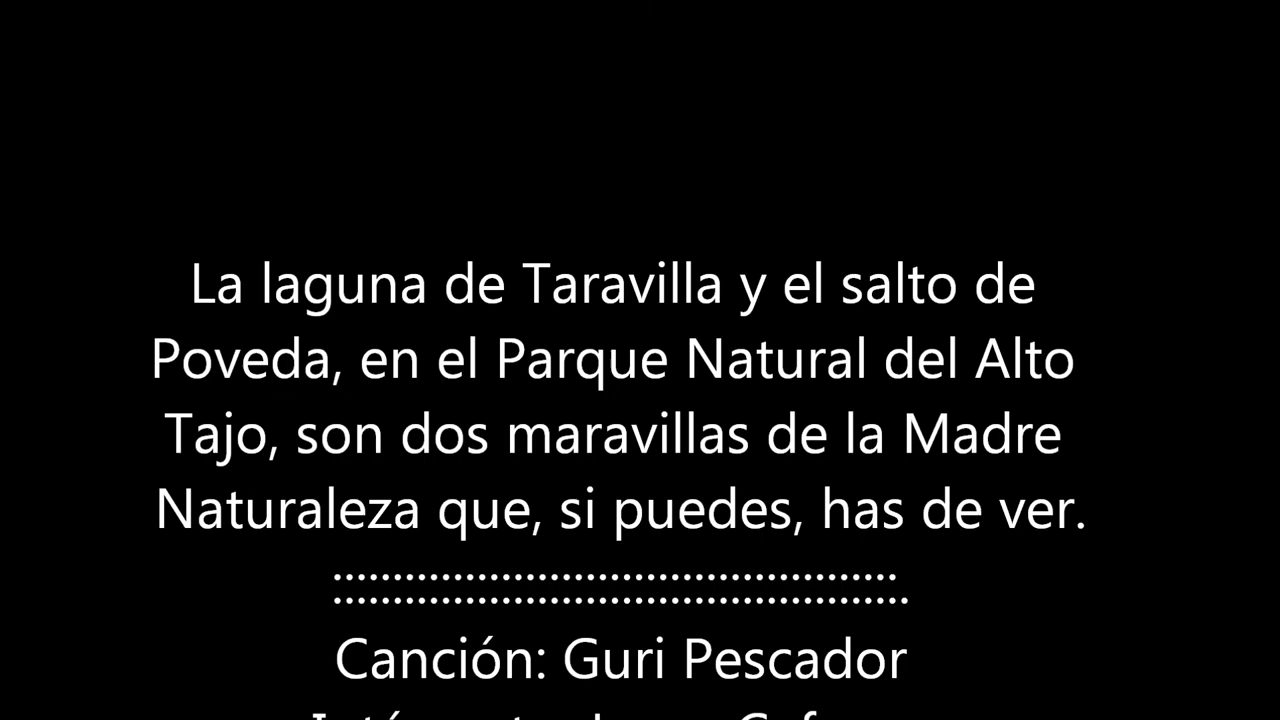 La laguna de Taravilla y el salto de
Poveda, en el Parque Natural del Alto
Tajo, son dos maravillas de la Madre
Naturaleza que, si puedes, has de ver.
Canción: Guri Pescador